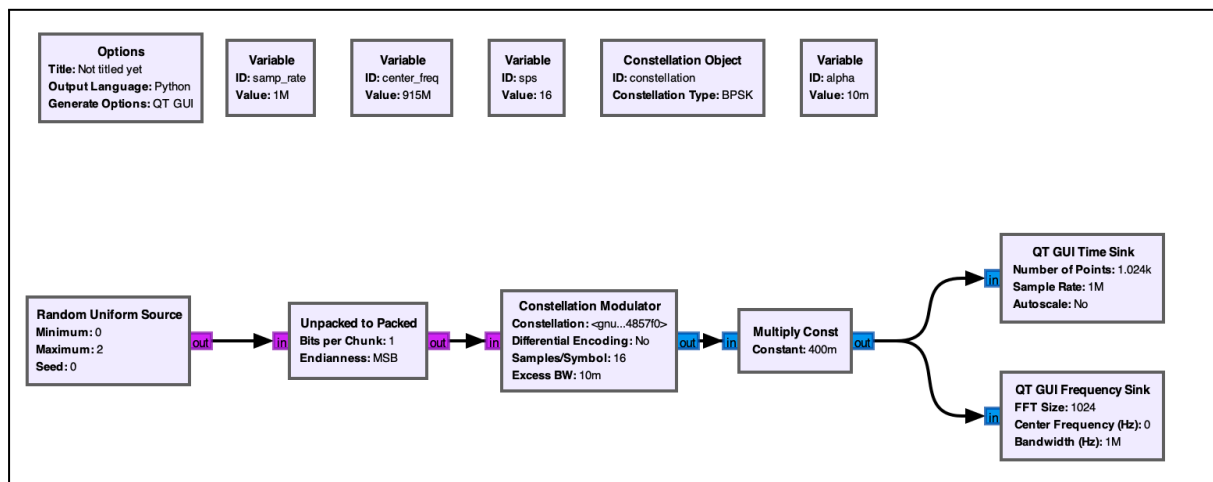 Options
Title: Not titled yet
Output Language: Python
Generate Options: QT GUI
Variable
ID: samp_rate
Value: 1M
Variable
ID: center_freq
Value: 915M
Variable
ID: sps
Value: 16
Constellation Object
ID: constellation
Constellation Type: BPSK
Variable
ID: alpha
Value: 10m
Random Uniform Source
Minimum: 0
Maximum: 2
Seed: 0
out
in
Unpacked to Packed
Bits per Chunk: 1
Endianness: MSB
out
in
Constellation Modulator
Constellation: <gnu...4857f0>
Differential Encoding: No
Samples/Symbol: 16
Excess BW: 10m
out
in
Multiply Const
Constant: 400m
out
in
QT GUI Time Sink
Number of Points: 1.024k
Sample Rate: 1M
Autoscale: No
in
QT GUI Frequency Sink
FFT Size: 1024
Center Frequency (Hz): 0
Bandwidth (Hz): 1M